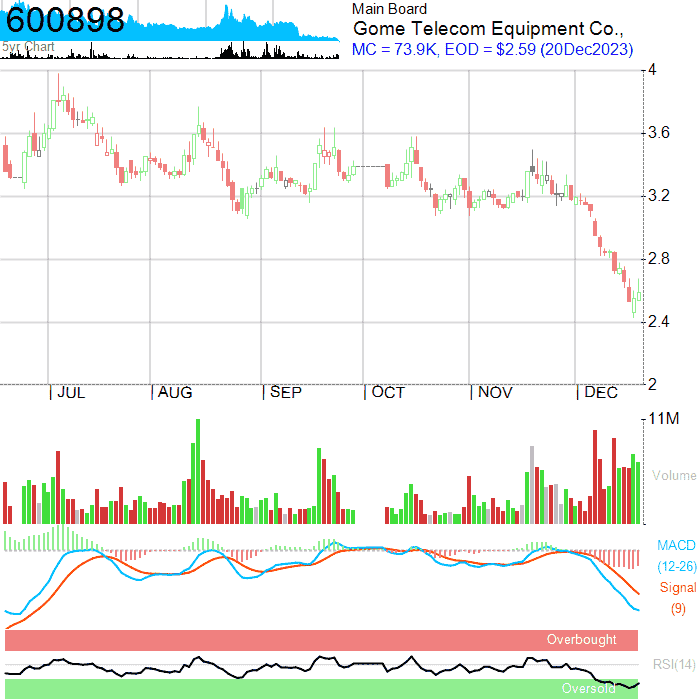 600898
5yr Chart
Main Board
Gome Telecom Equipment Co.,
MC = 73.9K, EOD = $2.59 (20Dec2023)
4
3.6
3.2
2.8
2.4
2
JUL
AUG
SEP
OCT
NOV
DEC
11M
Volume
MACD
(12-26)
Signal
(9)
Overbought
RSI(14)
Oversold